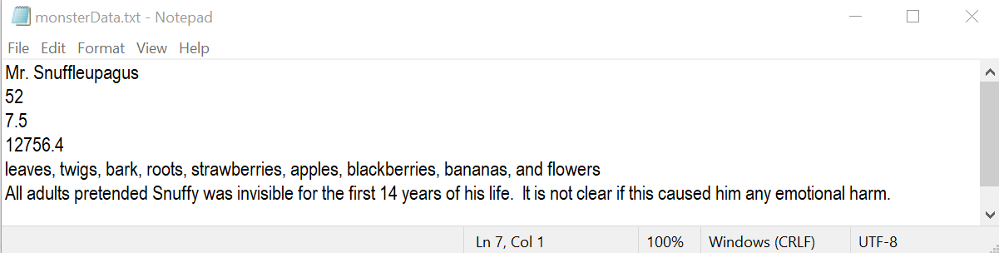 monsterData.txt - Notepad
File Edit Format View Help
Mr. Snuffleupagus
52
7.5
12756.4
leaves, twigs, bark, roots, strawberries, apples, blackberries, bananas, and flowers
All adults pretended Snuffy was invisible for the first 14 years of his life.  It is not clear if this caused him any emotional harm.
Ln 7, Col 1 100% Windows (CRLF) UTF-8